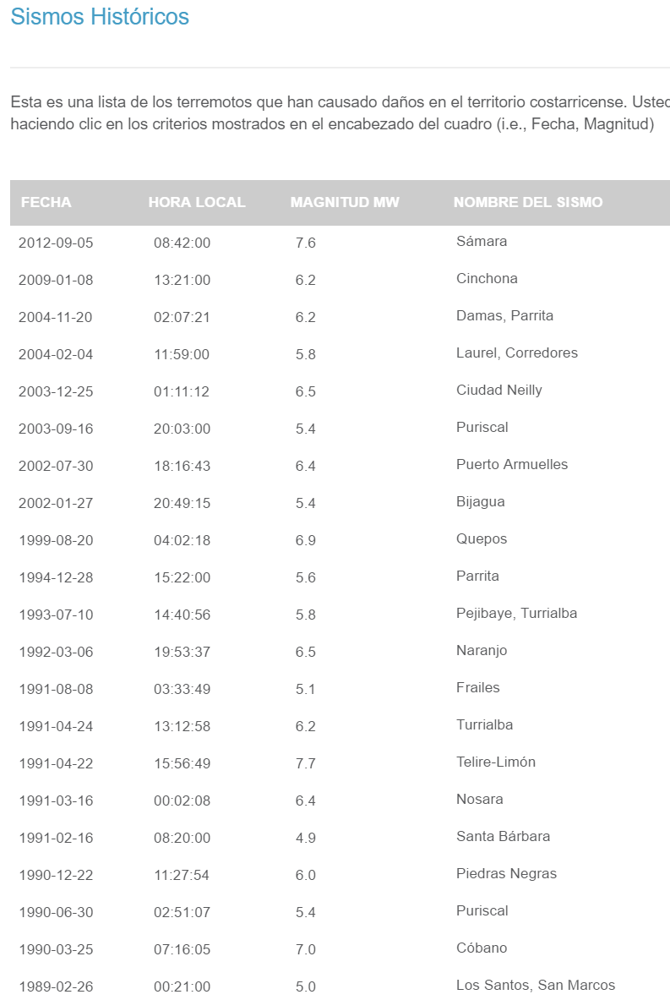 Sismos Históricos
Esta es una lista de los terremotos que han causado daños en el territorio costarricense. Usted
haciendo clic en los criterios mostrados en el encabezado del cuadro (i.e., Fecha, Magnitud)
FECHA HORA LOCAL MAGNITUD MW NOMBRE DEL SISMO
2012-09-05 08:42:00 7.6 Sámara
2009-01-08 13:21:00 6.2 Cinchona
2004-11-20 02:07:21 6.2 Damas, Parrita
2004-02-04 11:59:00 5.8 Laurel, Corredores
2003-12-25 01:11:12 6.5 Ciudad Neilly
2003-09-16 20:03:00 5.4 Puriscal
2002-07-30 18:16:43 6.4 Puerto Armuelles
2002-01-27 20:49:15 5.4 Bijagua
1999-08-20 04:02:18 6.9 Quepos
1994-12-28 15:22:00 5.6 Parrita
1993-07-10 14:40:56 5.8 Pejibaye, Turrialba
1992-03-06 19:53:37 6.5 Naranjo
1991-08-08 03:33:49 5.1 Frailes
1991-04-24 13:12:58 6.2 Turrialba
1991-04-22 15:56:49 7.7 Telire-Limón
1991-03-16 00:02:08 6.4 Nosara
1991-02-16 08:20:00 4.9 Santa Bárbara
1990-12-22 11:27:54 6.0 Piedras Negras
1990-06-30 02:51:07 5.4 Puriscal
1990-03-25 07:16:05 7.0 Cóbano
1989-02-26 00:21:00 5.0 Los Santos, San Marcos